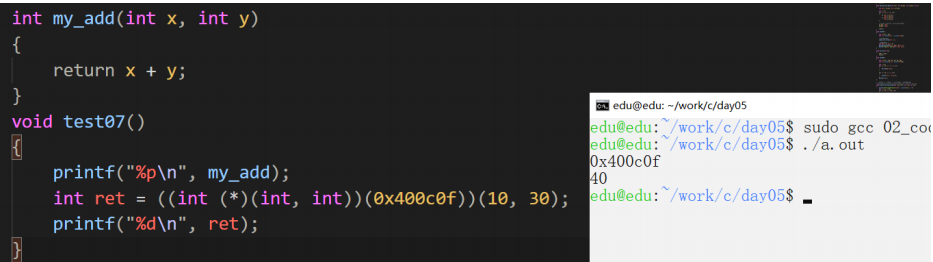 int my_add(int x, int y)
{
    return x + y;
}
void test07()
{
    printf("%p\n", my_add);
    int ret = ((int (*)(int, int))(0x400c0f))(10, 30);
    printf("%d\n", ret);
}
edu@edu: ~/work/c/day05
edu@edu:~/work/c/day05$ sudo gcc 02_cod
edu@edu:~/work/c/day05$ ./a.out
0x400c0f
40
edu@edu:~/work/c/day05$